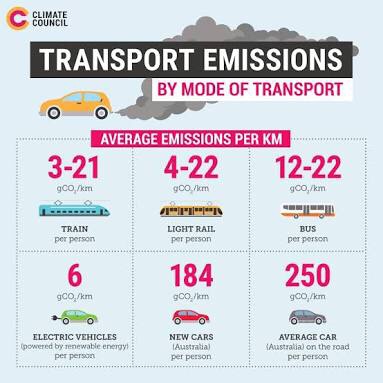 CLIMATE
COUNCIL
TRANSPORT EMISSIONS
BY MODE OF TRANSPORT
AVERAGE EMISSIONS PER KM
3-21
gCO₂/km
TRAIN
per person
4-22
gCO₂/km
LIGHT RAIL
per person
12-22
gCO₂/km
BUS
per person
6
gCO₂/km
ELECTRIC VEHICLES
(powered by renewable energy)
per person
184
gCO₂/km
NEW CARS
(Australia)
per person
250
gCO₂/km
AVERAGE CAR
(Australia) on the road
per person